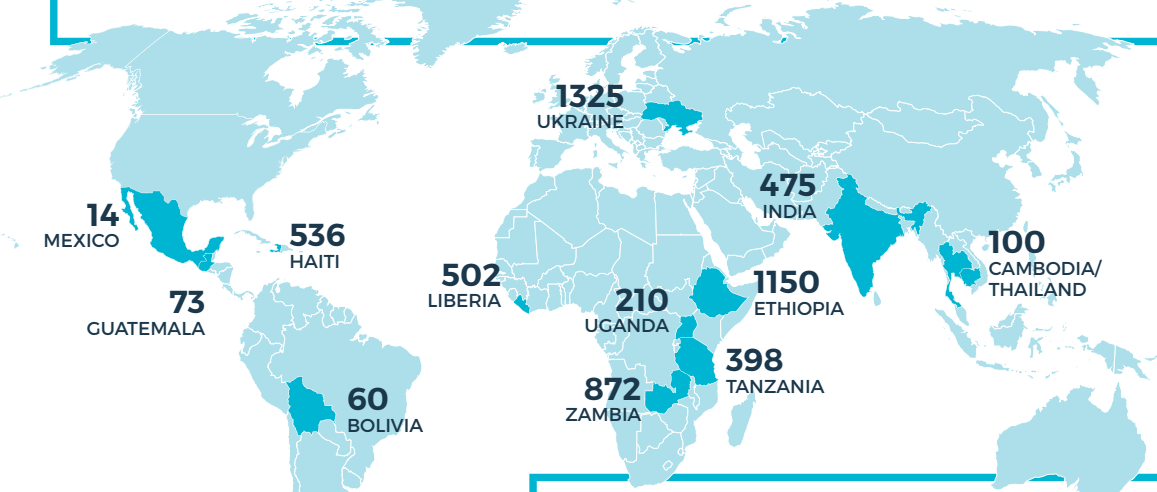 1325
UKRAINE
475
INDIA
14
MEXICO
536
HAITI
100
CAMBODIA/
THAILAND
502
LIBERIA
210
UGANDA
1150
ETHIOPIA
73
GUATEMALA
398
TANZANIA
872
ZAMBIA
60
BOLIVIA